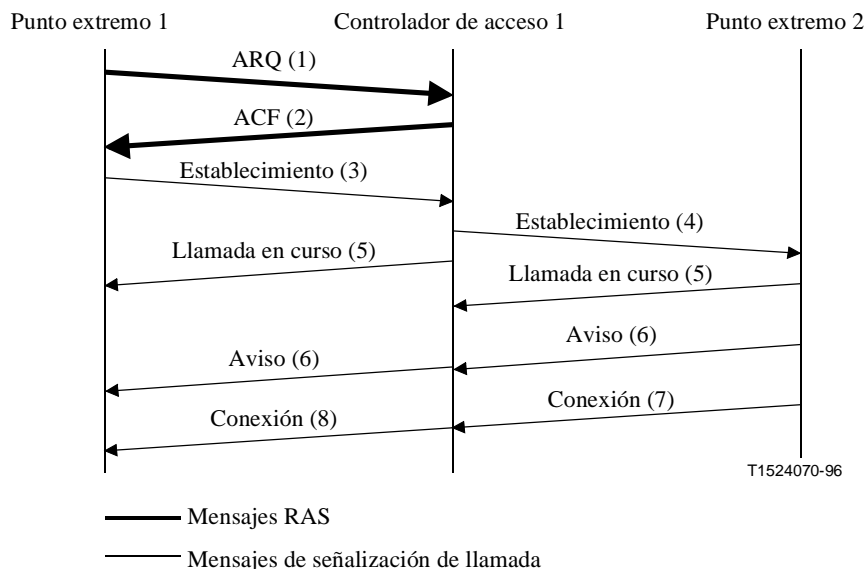 Punto extremo 1
Controlador de acceso 1
Punto extremo 2
ARQ (1)
ACF (2)
Establecimiento (3)
Establecimiento (4)
Llamada en curso (5)
Llamada en curso (5)
Aviso (6)
Aviso (6)
Conexión (7)
Conexión (8)
T1524070-96
Mensajes RAS
Mensajes de señalización de llamada